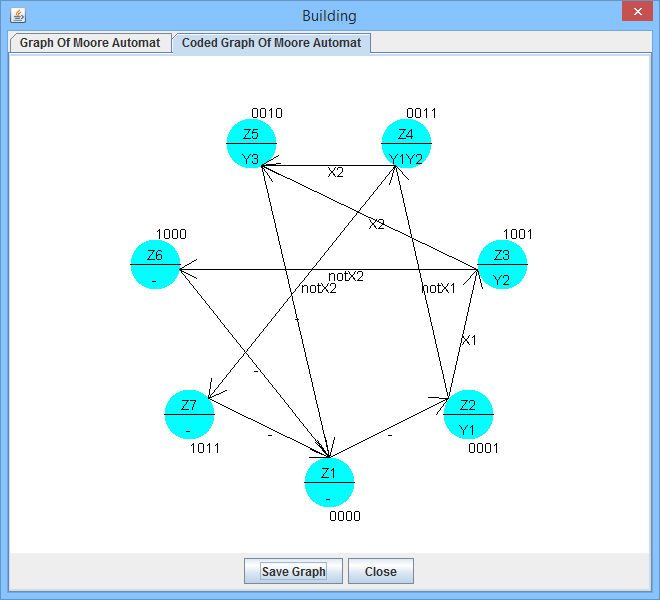 Building
Graph Of Moore Automat
Coded Graph Of Moore Automat
0010
0011
Z5
Y3
Z4
Y1Y2
X2
X2
1000
1001
Z6
-
Z3
Y2
notX2
notX2
notX1
-
X1
-
Z7
-
1011
Z2
Y1
0001
-
-
Z1
-
0000
Save Graph
Close